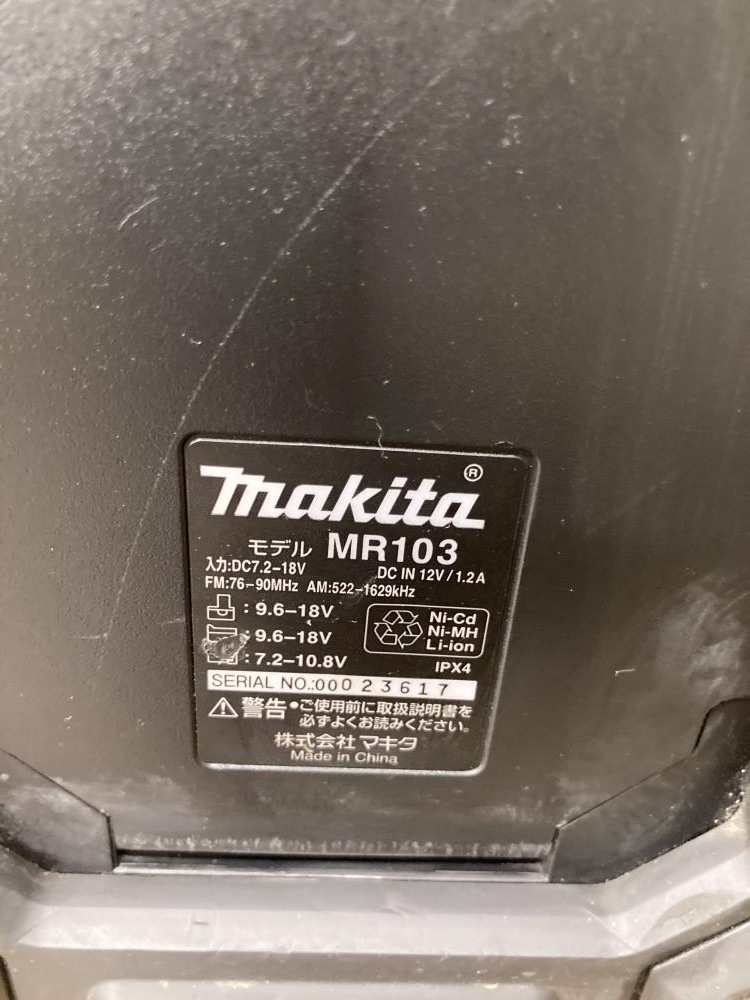 makita®
モデル MR103
入力:DC7.2-18V DC IN 12V/1.2A
FM:76-90MHz AM:522-1629kHz
: 9.6-18V
: 9.6-18V
: 7.2-10.8V
Ni-Cd
Ni-MH
Li-ion
IPX4
SERIAL NO.:00023617
警告 •ご使用前に取扱説明書を
必ずよくお読みください。
株式会社 マキタ
Made in China